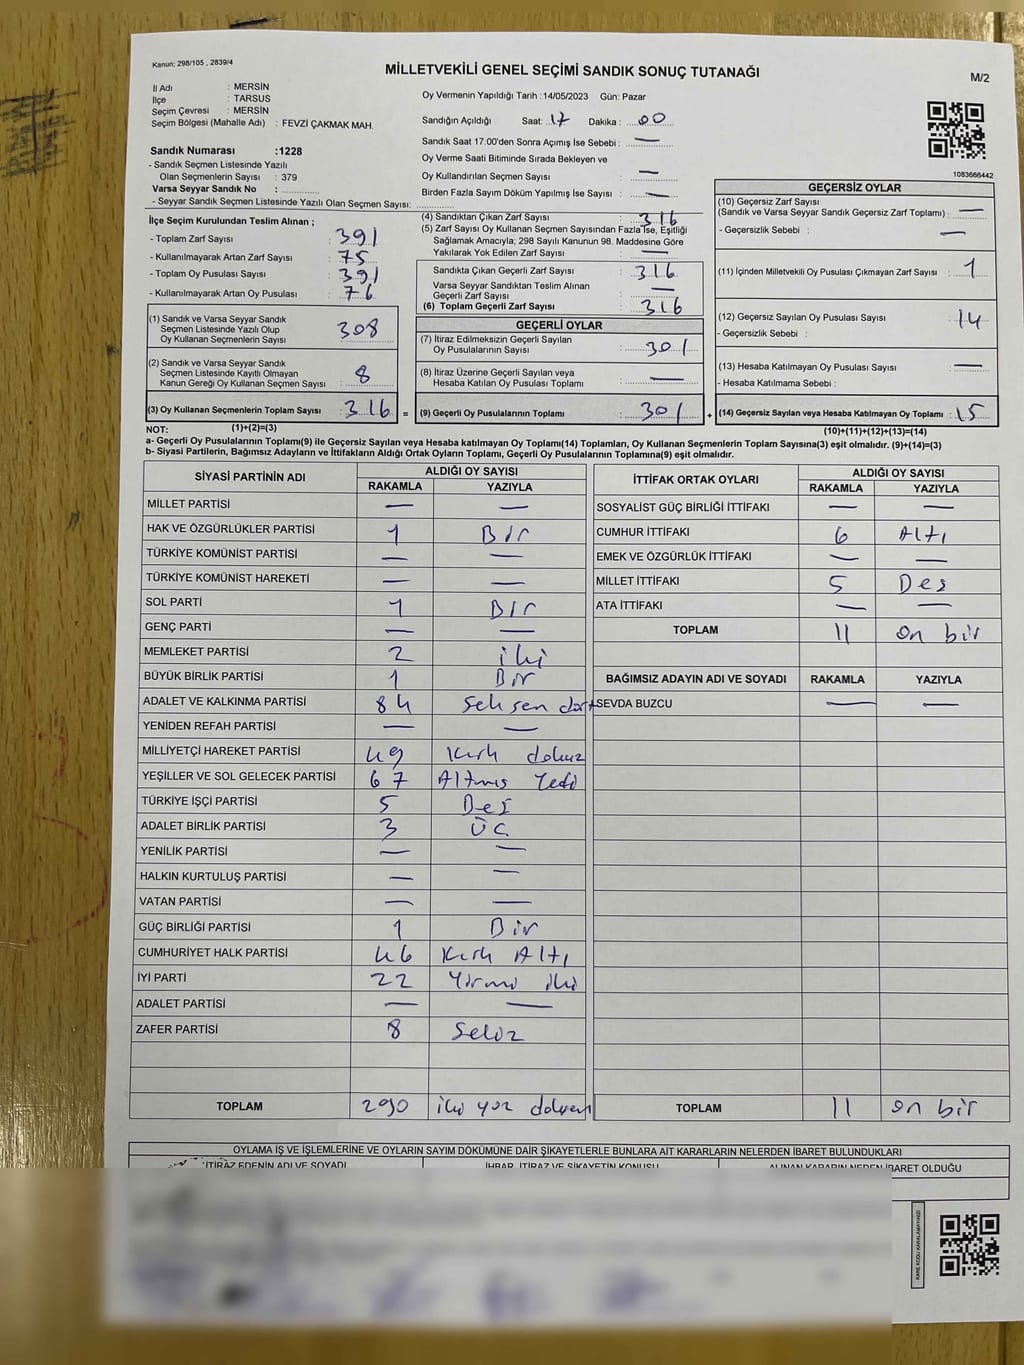 Kanun: 298/105 , 2839/4
MİLLETVEKİLİ GENEL SEÇİMİ SANDIK SONUÇ TUTANAĞI
M/2
İl Adı : MERSİN
İlçe : TARSUS
Seçim Çevresi : MERSİN
Seçim Bölgesi (Mahalle Adı) : FEVZİ ÇAKMAK MAH.
Oy Vermenin Yapıldığı Tarih :14/05/2023 Gün: Pazar
Sandığın Açıldığı Saat: 17 Dakika : 00
Sandık Saat 17:00'den Sonra Açımış İse Sebebi : —
Oy Verme Saati Bitiminde Sırada Bekleyen ve
Oy Kullandırılan Seçmen Sayısı : —
Birden Fazla Sayım Döküm Yapılmış İse Sayısı : —
1083666442
Sandık Numarası :1228
- Sandık Seçmen Listesinde Yazılı
Olan Seçmenlerin Sayısı : 379
Varsa Seyyar Sandık No :
- Seyyar Sandık Seçmen Listesinde Yazılı Olan Seçmen Sayısı:
İlçe Seçim Kurulundan Teslim Alınan ;
- Toplam Zarf Sayısı : 391
- Kullanılmayarak Artan Zarf Sayısı : 75
- Toplam Oy Pusulası Sayısı : 391
- Kullanılmayarak Artan Oy Pusulası : 76
(1) Sandık ve Varsa Seyyar Sandık
Seçmen Listesinde Yazılı Olup
Oy Kullanan Seçmenlerin Sayısı : 308
(2) Sandık ve Varsa Seyyar Sandık
Seçmen Listesinde Kayıtlı Olmayan
Kanun Gereği Oy Kullanan Seçmen Sayısı : 8
(3) Oy Kullanan Seçmenlerin Toplam Sayısı : 316 =
(1)+(2)=(3)
(4) Sandıktan Çıkan Zarf Sayısı : 316
(5) Zarf Sayısı Oy Kullanan Seçmen Sayısından Fazla İse, Eşitliği
Sağlamak Amacıyla; 298 Sayılı Kanunun 98. Maddesine Göre
Yakılarak Yok Edilen Zarf Sayısı : —
Sandıkta Çıkan Geçerli Zarf Sayısı : 316
Varsa Seyyar Sandıktan Teslim Alınan
Geçerli Zarf Sayısı : —
(6) Toplam Geçerli Zarf Sayısı : 316
GEÇERLİ OYLAR
(7) İtiraz Edilmeksizin Geçerli Sayılan
Oy Pusulalarının Sayısı : 301
(8) İtiraz Üzerine Geçerli Sayılan veya
Hesaba Katılan Oy Pusulası Toplamı : —
(9) Geçerli Oy Pusulalarının Toplamı : 301 +
GEÇERSİZ OYLAR
(10) Geçersiz Zarf Sayısı
(Sandık ve Varsa Seyyar Sandık Geçersiz Zarf Toplamı) : —
- Geçersizlik Sebebi : —
(11) İçinden Milletvekili Oy Pusulası Çıkmayan Zarf Sayısı : 1
(12) Geçersiz Sayılan Oy Pusulası Sayısı : 14
- Geçersizlik Sebebi :
(13) Hesaba Katılmayan Oy Pusulası Sayısı : —
- Hesaba Katılmama Sebebi :
(14) Geçersiz Sayılan veya Hesaba Katılmayan Oy Toplamı : 15
(10)+(11)+(12)+(13)=(14)
NOT:
a- Geçerli Oy Pusulalarının Toplamı(9) ile Geçersiz Sayılan veya Hesaba katılmayan Oy Toplamı(14) Toplamları, Oy Kullanan Seçmenlerin Toplam Sayısına(3) eşit olmalıdır. (9)+(14)=(3)
b- Siyasi Partilerin, Bağımsız Adayların ve İttifakların Aldığı Ortak Oyların Toplamı, Geçerli Oy Pusulalarının Toplamına(9) eşit olmalıdır.
SİYASİ PARTİNİN ADI ALDIĞI OY SAYISI
RAKAMLA YAZIYLA
MİLLET PARTİSİ — —
HAK VE ÖZGÜRLÜKLER PARTİSİ 1 Bir
TÜRKİYE KOMÜNİST PARTİSİ — —
TÜRKİYE KOMÜNİST HAREKETİ — —
SOL PARTİ 1 Bir
GENÇ PARTİ — —
MEMLEKET PARTİSİ 2 iki
BÜYÜK BİRLİK PARTİSİ 1 Bir
ADALET VE KALKINMA PARTİSİ 84 Seksen dört
YENİDEN REFAH PARTİSİ — —
MİLLİYETÇİ HAREKET PARTİSİ 49 Kırk dokuz
YEŞİLLER VE SOL GELECEK PARTİSİ 67 Altmış Yedi
TÜRKİYE İŞÇİ PARTİSİ 5 Beş
ADALET BİRLİK PARTİSİ 3 ÜÇ
YENİLİK PARTİSİ — —
HALKIN KURTULUŞ PARTİSİ — —
VATAN PARTİSİ — —
GÜÇ BİRLİĞİ PARTİSİ 1 Bir
CUMHURİYET HALK PARTİSİ 46 Kırk Altı
İYİ PARTİ 22 Yirmi iki
ADALET PARTİSİ — —
ZAFER PARTİSİ 8 Sekiz
TOPLAM 290 iki yüz doksan
İTTİFAK ORTAK OYLARI ALDIĞI OY SAYISI
RAKAMLA YAZIYLA
SOSYALİST GÜÇ BİRLİĞİ İTTİFAKI — —
CUMHUR İTTİFAKI 6 Altı
EMEK VE ÖZGÜRLÜK İTTİFAKI — —
MİLLET İTTİFAKI 5 Beş
ATA İTTİFAKI — —
TOPLAM 11 on bir
BAĞIMSIZ ADAYIN ADI VE SOYADI RAKAMLA YAZIYLA
SEVDA BUZCU — —
TOPLAM 11 on bir
OYLAMA İŞ VE İŞLEMLERİNE VE OYLARIN SAYIM DÖKÜMÜNE DAİR ŞİKAYETLERLE BUNLARA AİT KARARLARIN NELERDEN İBARET BULUNDUKLARI
İTİRAZ EDENİN ADI VE SOYADI İHBAR, İTİRAZ VE ŞİKAYETİN KONUSU ALINAN KARARIN NEDEN İBARET OLDUĞU
KARE KODU KARALAMAYINIZ!